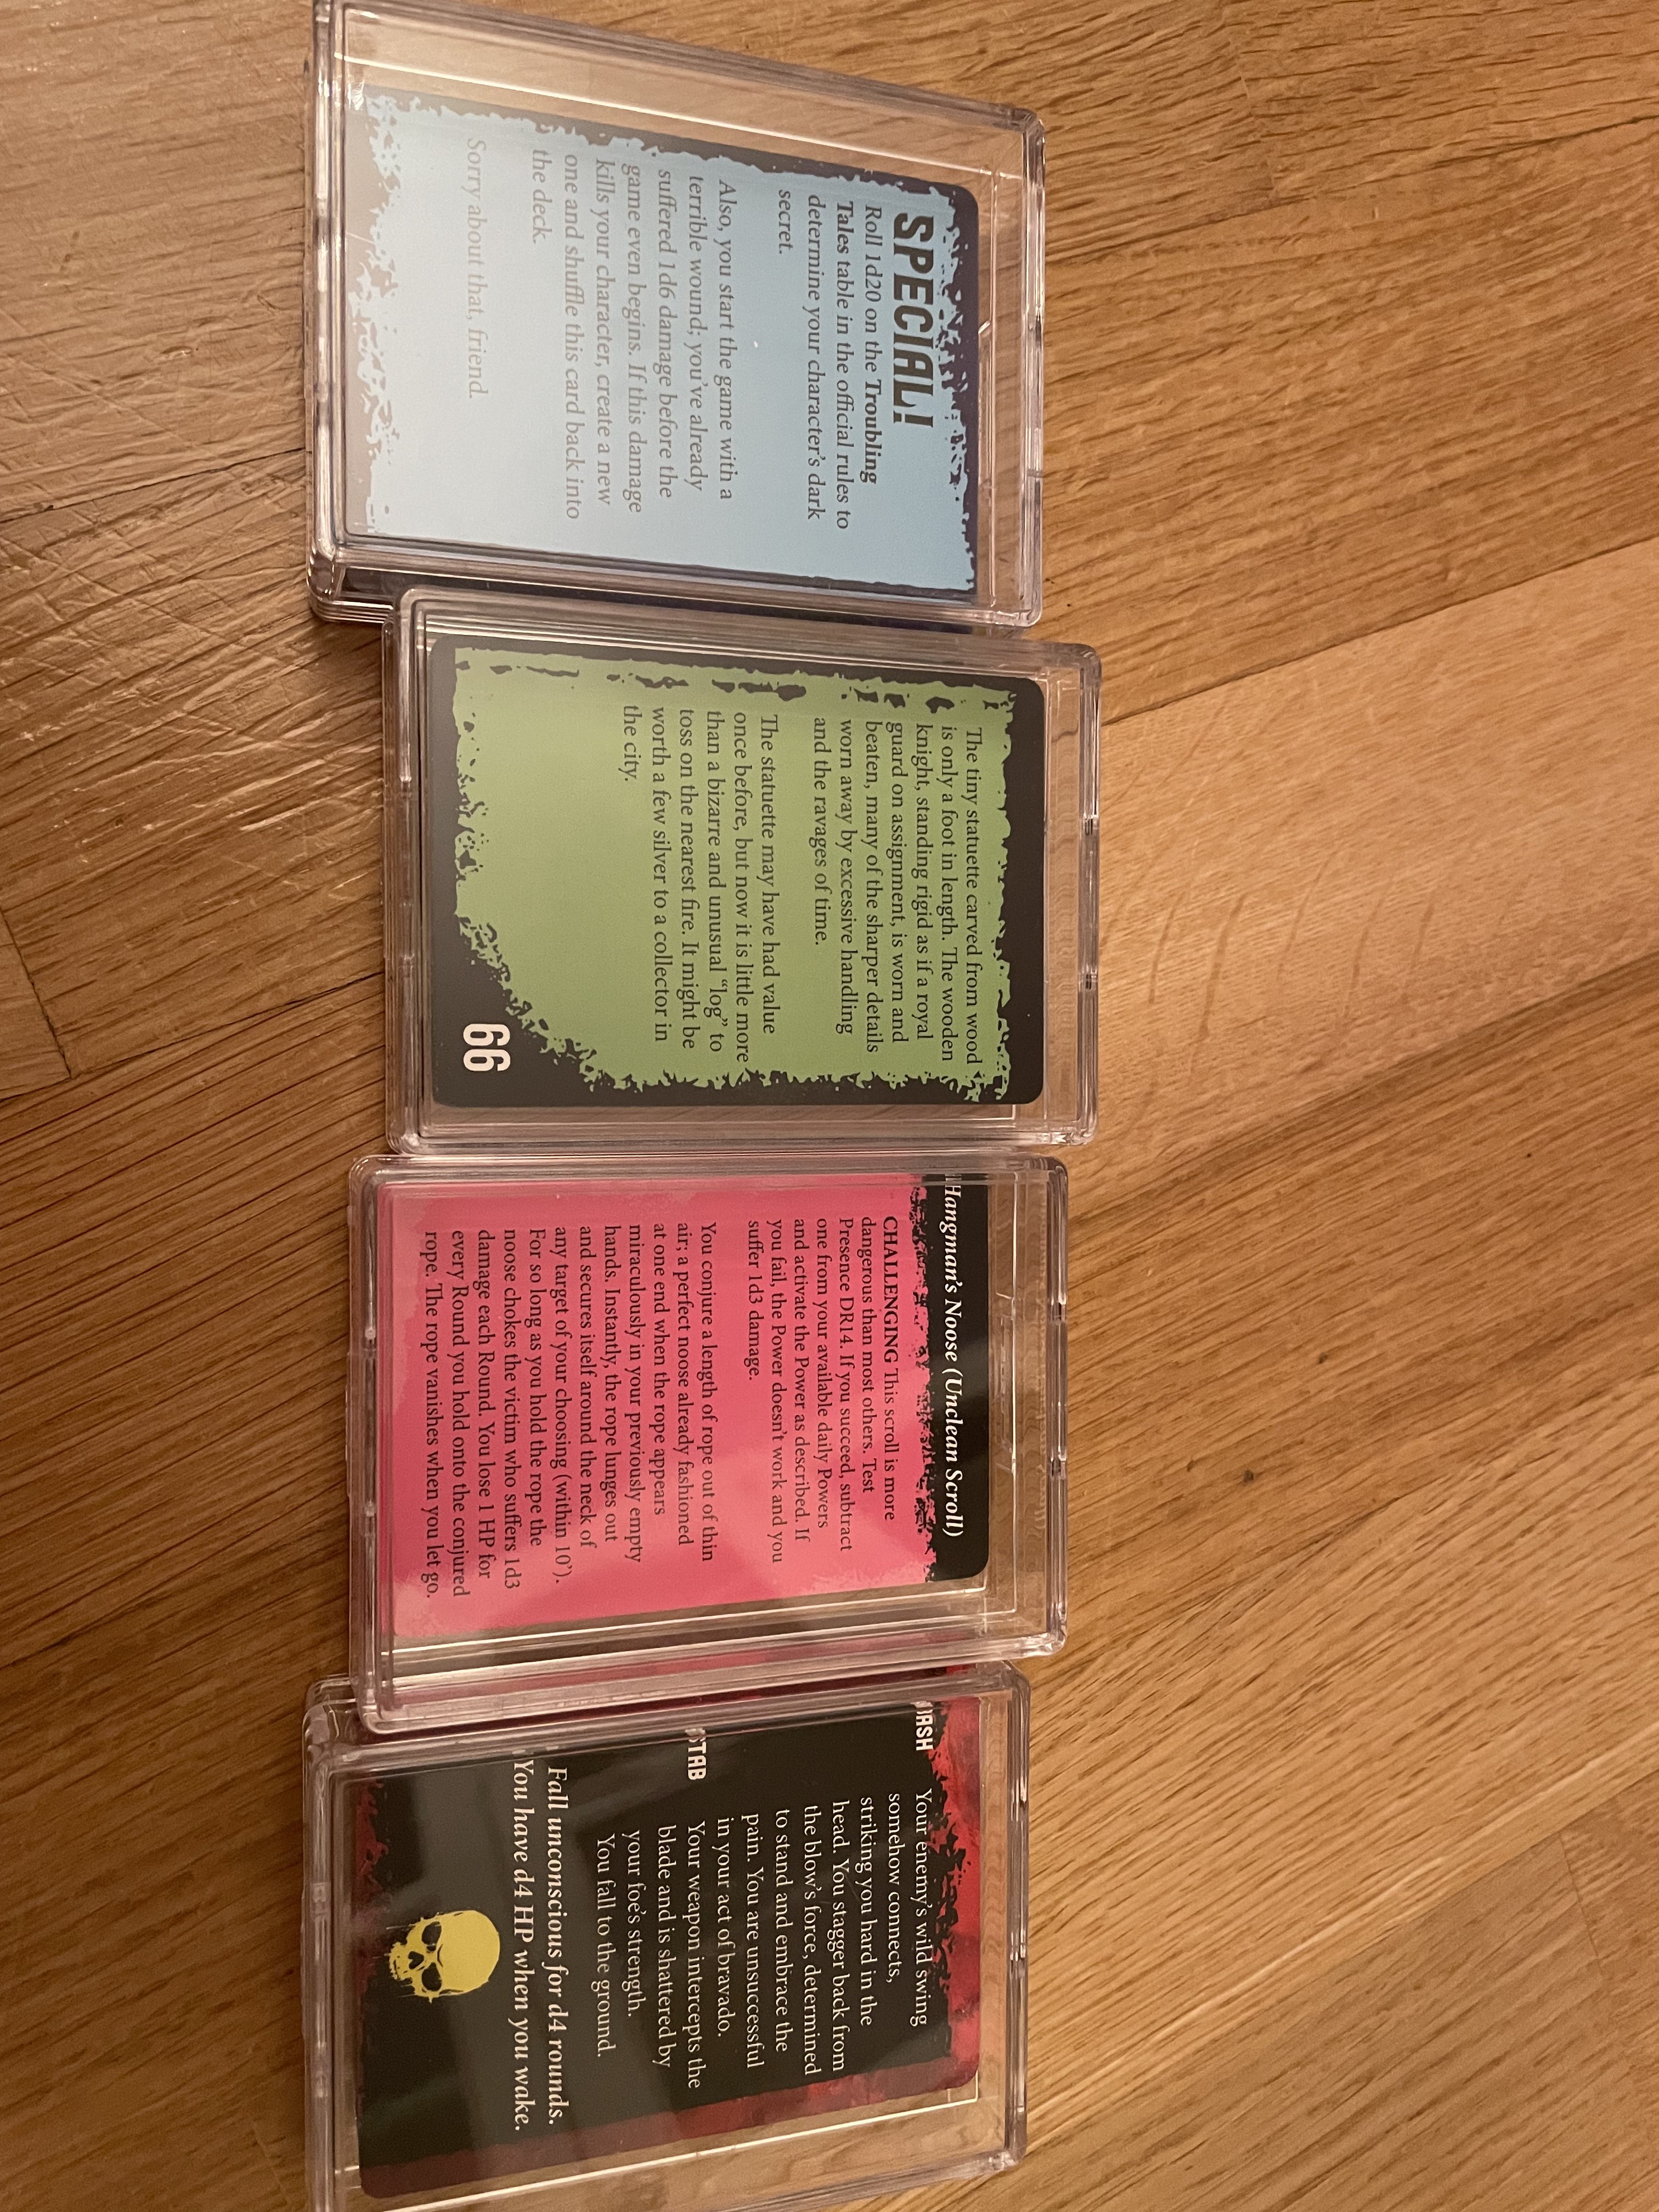 SPECIAL!
Roll 1d20 on the Troubling
Tales table in the official rules to
determine your character's dark
secret.
Also, you start the game with a
terrible wound; you've already
suffered 1d6 damage before the
game even begins. If this damage
kills your character, create a new
one and shuffle this card back into
the deck.
Sorry about that, friend.
The tiny statuette carved from wood
is only a foot in length. The wooden
knight, standing rigid as if a royal
guard on assignment, is worn and
beaten, many of the sharper details
worn away by excessive handling
and the ravages of time.
The statuette may have had value
once before, but now it is little more
than a bizarre and unusual “log” to
toss on the nearest fire. It might be
worth a few silver to a collector in
the city.
66
Hangman's Noose (Unclean Scroll)
CHALLENGING This scroll is more
dangerous than most others. Test
Presence DR14. If you succeed, subtract
one from your available daily Powers
and activate the Power as described. If
you fail, the Power doesn't work and you
suffer 1d3 damage.
You conjure a length of rope out of thin
air; a perfect noose already fashioned
at one end when the rope appears
miraculously in your previously empty
hands. Instantly, the rope lunges out
and secures itself around the neck of
any target of your choosing (within 10').
For so long as you hold the rope the
noose chokes the victim who suffers 1d3
damage each Round. You lose 1 HP for
every Round you hold onto the conjured
rope. The rope vanishes when you let go.
Your enemy's wild swing
somehow connects,
striking you hard in the
head. You stagger back from
the blow's force, determined
to stand and embrace the
pain. You are unsuccessful
in your act of bravado.
STAB Your weapon intercepts the
blade and is shattered by
your foe's strength.
You fall to the ground.
Fall unconscious for d4 rounds.
You have d4 HP when you wake.